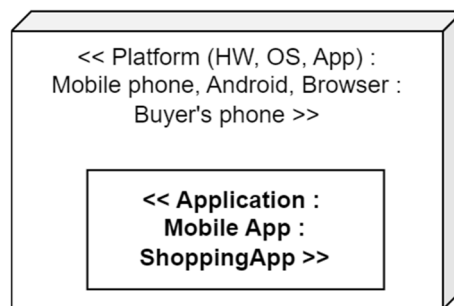 << Platform (HW, OS, App) :
Mobile phone, Android, Browser :
Buyer's phone >>
<< Application :
Mobile App :
ShoppingApp >>